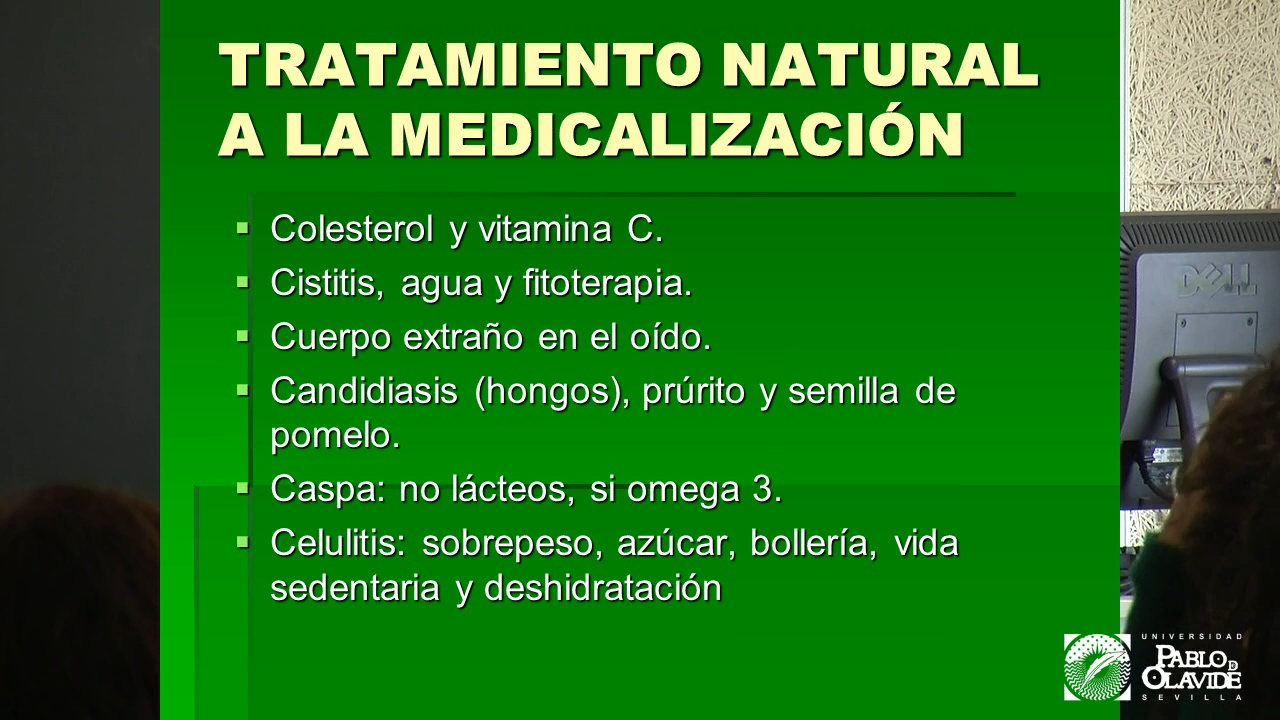 TRATAMIENTO NATURAL
A LA MEDICALIZACIÓN
Colesterol y vitamina C.
Cistitis, agua y fitoterapia.
Cuerpo extraño en el oído.
Candidiasis (hongos), prúrito y semilla de
pomelo.
Caspa: no lácteos, si omega 3.
Celulitis: sobrepeso, azúcar, bollería, vida
sedentaria y deshidratación
DELL
UNIVERSIDAD
PABLO DE
OLAVIDE
SEVILLA